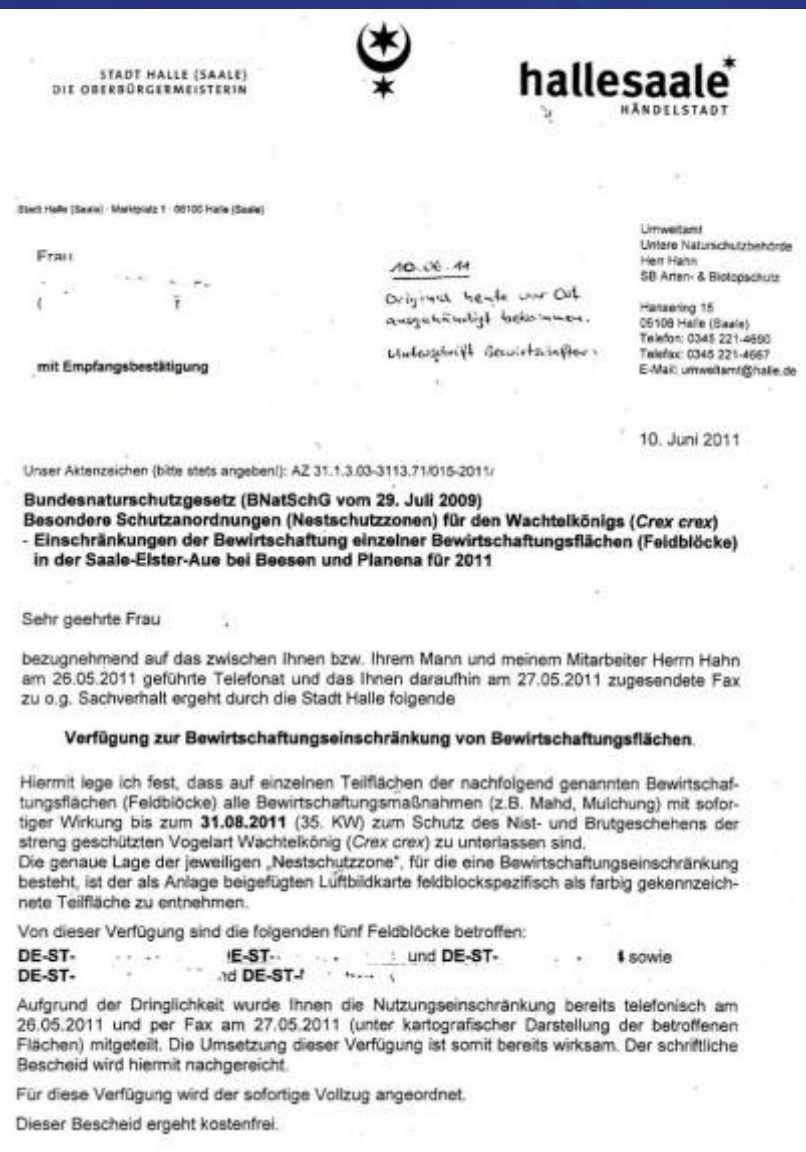 STADT HALLE (SAALE)
DIE OBERBÜRGERMEISTERIN
hallesaale*
HÄNDELSTADT
Stadt Halle (Saale) · Marktplatz 1 · 06100 Halle (Saale)
Frau
mit Empfangsbestätigung
10.06.11
Original heute vor Ort
ausgehändigt bekommen.
Unterschrift Bewirtschafter:
Umweltamt
Untere Naturschutzbehörde
Herr Hahn
SB Arten- & Biotopschutz
Hansering 15
06108 Halle (Saale)
Telefon: 0345 221-4690
Telefax: 0345 221-4667
E-Mail: umweltamt@halle.de
10. Juni 2011
Unser Aktenzeichen (bitte stets angeben!): AZ 31.1.3.03-3113.71/015-2011/
Bundesnaturschutzgesetz (BNatSchG vom 29. Juli 2009)
Besondere Schutzanordnungen (Nestschutzzonen) für den Wachtelkönigs (Crex crex)
- Einschränkungen der Bewirtschaftung einzelner Bewirtschaftungsflächen (Feldblöcke)
in der Saale-Elster-Aue bei Beesen und Planena für 2011
Sehr geehrte Frau
bezugnehmend auf das zwischen Ihnen bzw. Ihrem Mann und meinem Mitarbeiter Herrn Hahn
am 26.05.2011 geführte Telefonat und das Ihnen daraufhin am 27.05.2011 zugesendete Fax
zu o.g. Sachverhalt ergeht durch die Stadt Halle folgende
Verfügung zur Bewirtschaftungseinschränkung von Bewirtschaftungsflächen.
Hiermit lege ich fest, dass auf einzelnen Teilflächen der nachfolgend genannten Bewirtschaf-
tungsflächen (Feldblöcke) alle Bewirtschaftungsmaßnahmen (z.B. Mahd, Mulchung) mit sofor-
tiger Wirkung bis zum 31.08.2011 (35. KW) zum Schutz des Nist- und Brutgeschehens der
streng geschützten Vogelart Wachtelkönig (Crex crex) zu unterlassen sind.
Die genaue Lage der jeweiligen „Nestschutzzone", für die eine Bewirtschaftungseinschränkung
besteht, ist der als Anlage beigefügten Luftbildkarte feldblockspezifisch als farbig gekennzeich-
nete Teilfläche zu entnehmen.
Von dieser Verfügung sind die folgenden fünf Feldblöcke betroffen:
DE-ST- E-ST- und DE-ST- sowie
DE-ST- nd DE-ST-
Aufgrund der Dringlichkeit wurde Ihnen die Nutzungseinschränkung bereits telefonisch am
26.05.2011 und per Fax am 27.05.2011 (unter kartografischer Darstellung der betroffenen
Flächen) mitgeteilt. Die Umsetzung dieser Verfügung ist somit bereits wirksam. Der schriftliche
Bescheid wird hiermit nachgereicht.
Für diese Verfügung wird der sofortige Vollzug angeordnet.
Dieser Bescheid ergeht kostenfrei.